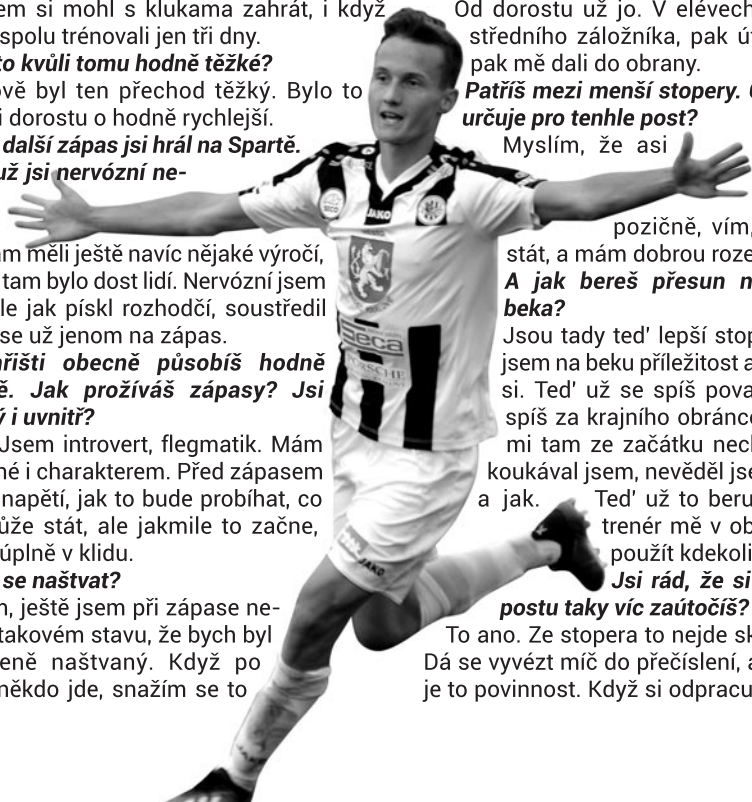 em si mohl s klukama zahrát, i když
spolu trénovali jen tři dny.
to kvůli tomu hodně těžké?
ově byl ten přechod těžký. Bylo to
i dorostu o hodně rychlejší.
další zápas jsi hrál na Spartě.
už jsi nervózní ne-
am měli ještě navíc nějaké výročí,
tam bylo dost lidí. Nervózní jsem
le jak pískl rozhodčí, soustředil
se už jenom na zápas.
řišti obecně působíš hodně
ě. Jak prožíváš zápasy? Jsi
ý i uvnitř?
Jsem introvert, flegmatik. Mám
né i charakterem. Před zápasem
napětí, jak to bude probíhat, co
ůže stát, ale jakmile to začne,
úplně v klidu.
se naštvat?
n, ještě jsem při zápase ne-
takovém stavu, že bych byl
eně naštvaný. Když po
někdo jde, snažím se to
Od dorostu už jo. V elévech
středního záložníka, pak út
pak mě dali do obrany.
Patříš mezi menší stopery.
určuje pro tenhle post?
Myslím, že asi
pozičně, vím,
stát, a mám dobrou roze
A jak bereš přesun n
beka?
Jsou tady teď lepší stop
jsem na beku příležitost a
si. Teď už se spíš pova
spíš za krajního obránce
mi tam ze začátku nech
koukával jsem, nevěděl jse
a jak. Teď už to beru
trenér mě v ob
použít kdekoli
Jsi rád, že si
postu taky víc zaútočíš?
To ano. Ze stopera to nejde sk
Dá se vyvézt míč do přečíslení, a
je to povinnost. Když si odpracu
JAKO
SECO
Seca
PORSCHE
JAKO